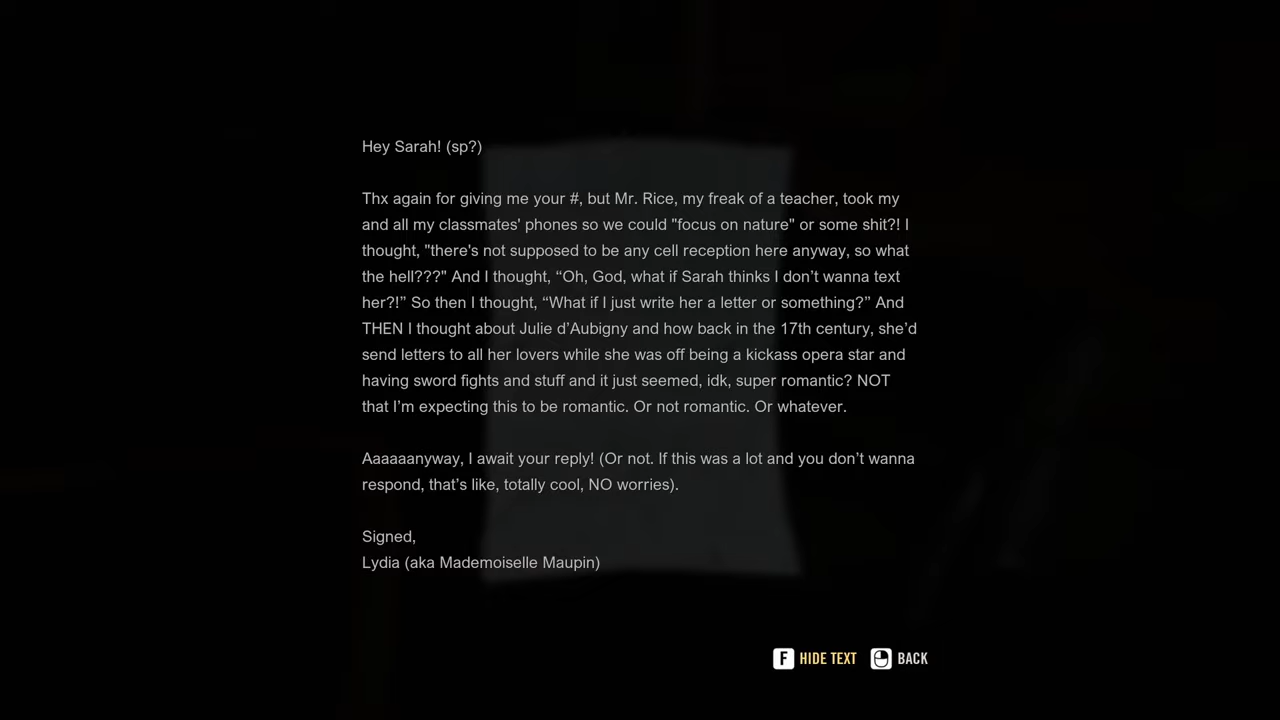 Hey Sarah! (sp?)
Thx again for giving me your #, but Mr. Rice, my freak of a teacher, took my
and all my classmates' phones so we could "focus on nature" or some shit?! I
thought, "there's not supposed to be any cell reception here anyway, so what
the hell???" And I thought, “Oh, God, what if Sarah thinks I don’t wanna text
her?!” So then I thought, “What if I just write her a letter or something?” And
THEN I thought about Julie d’Aubigny and how back in the 17th century, she’d
send letters to all her lovers while she was off being a kickass opera star and
having sword fights and stuff and it just seemed, idk, super romantic? NOT
that I’m expecting this to be romantic. Or not romantic. Or whatever.
Aaaaaanyway, I await your reply! (Or not. If this was a lot and you don’t wanna
respond, that’s like, totally cool, NO worries).
Signed,
Lydia (aka Mademoiselle Maupin)
F HIDE TEXT BACK